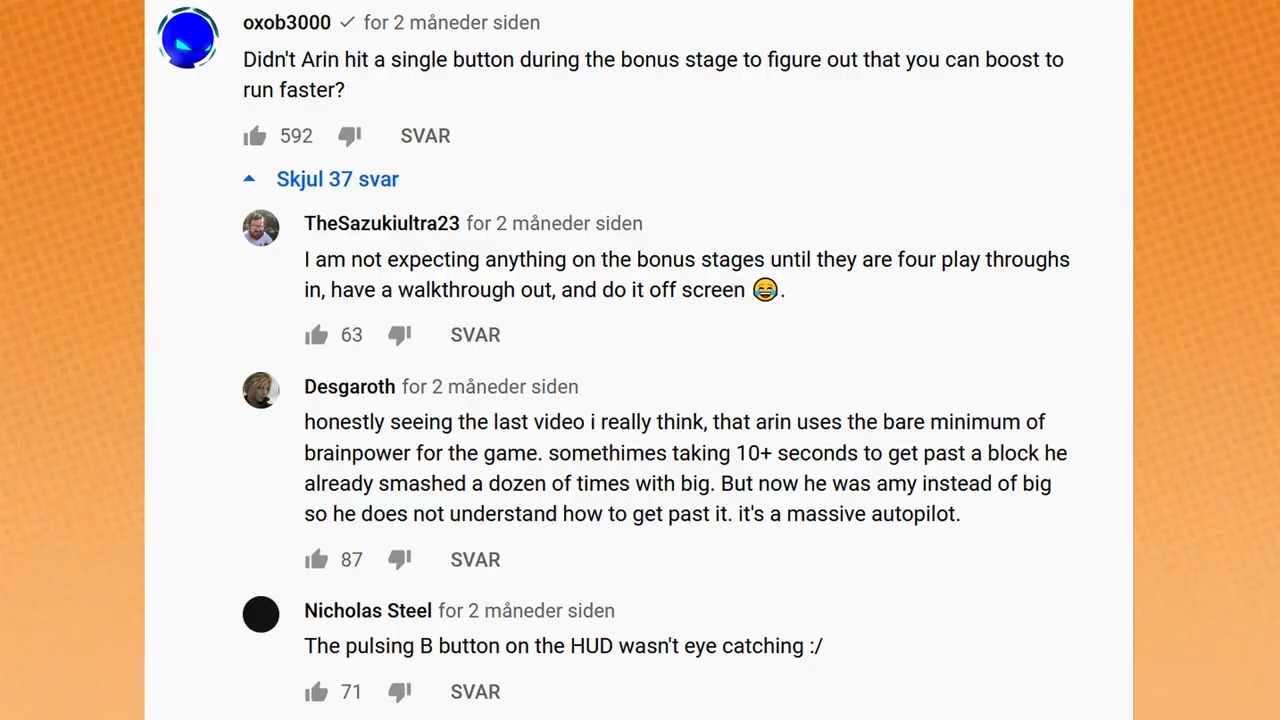 oxob3000 for 2 måneder siden
Didn't Arin hit a single button during the bonus stage to figure out that you can boost to
run faster?
592 SVAR
Skjul 37 svar
TheSazukiultra23 for 2 måneder siden
I am not expecting anything on the bonus stages until they are four play throughs
in, have a walkthrough out, and do it off screen 😂.
63 SVAR
Desgaroth for 2 måneder siden
honestly seeing the last video i really think, that arin uses the bare minimum of
brainpower for the game. somethimes taking 10+ seconds to get past a block he
already smashed a dozen of times with big. But now he was amy instead of big
so he does not understand how to get past it. it's a massive autopilot.
87 SVAR
Nicholas Steel for 2 måneder siden
The pulsing B button on the HUD wasn't eye catching :/
71 SVAR